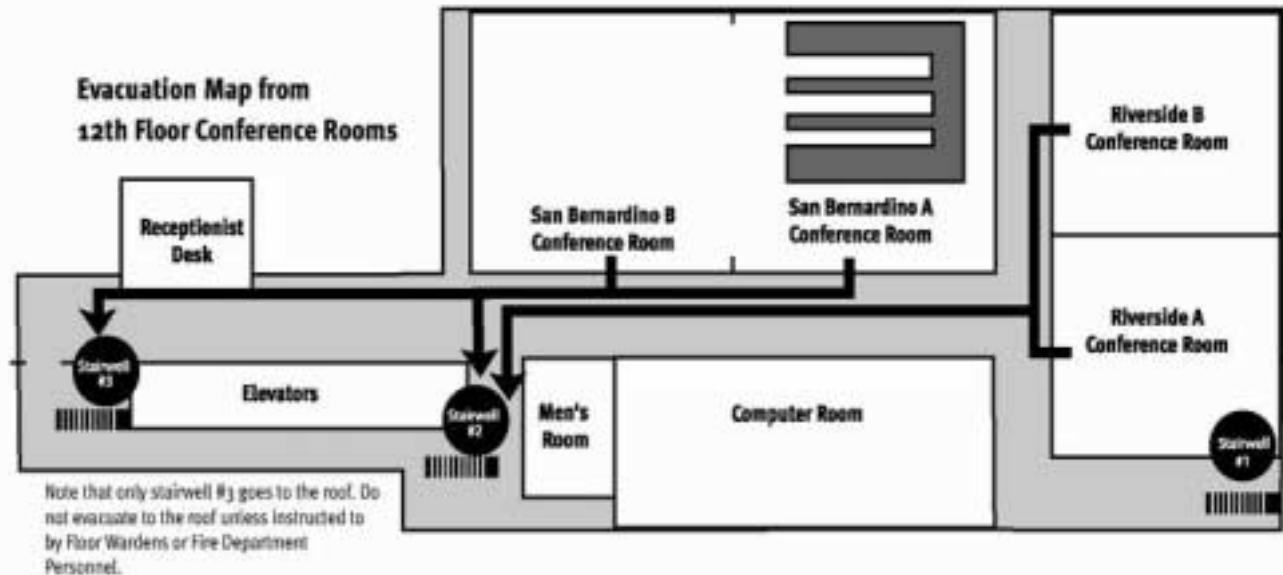 Evacuation Map from
12th Floor Conference Rooms
Receptionist
Desk
San Bernardino B
Conference Room
San Bernardino A
Conference Room
Riverside B
Conference Room
Riverside A
Conference Room
Stairwell
#3
Elevators
Stairwell
#2
Men's
Room
Computer Room
Stairwell
#1
Note that only stairwell #3 goes to the roof. Do
not evacuate to the roof unless instructed to
by Floor Wardens or Fire Department
Personnel.